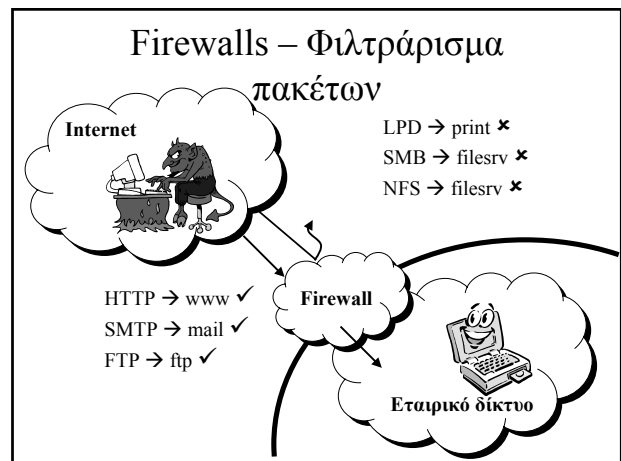 Firewalls – Φιλτράρισμα
πακέτων
Internet
LPD → print ✖
SMB → filesrv ✖
NFS → filesrv ✖
HTTP → www ✓
SMTP → mail ✓
FTP → ftp ✓
Firewall
Εταιρικό δίκτυο